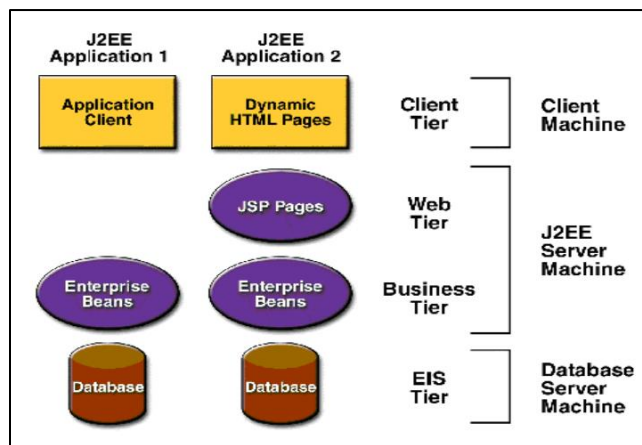 J2EE
Application 1
J2EE
Application 2
Application
Client
Dynamic
HTML Pages
Client
Tier
Client
Machine
JSP Pages
Web
Tier
J2EE
Server
Machine
Enterprise
Beans
Enterprise
Beans
Business
Tier
Database
Database
EIS
Tier
Database
Server
Machine